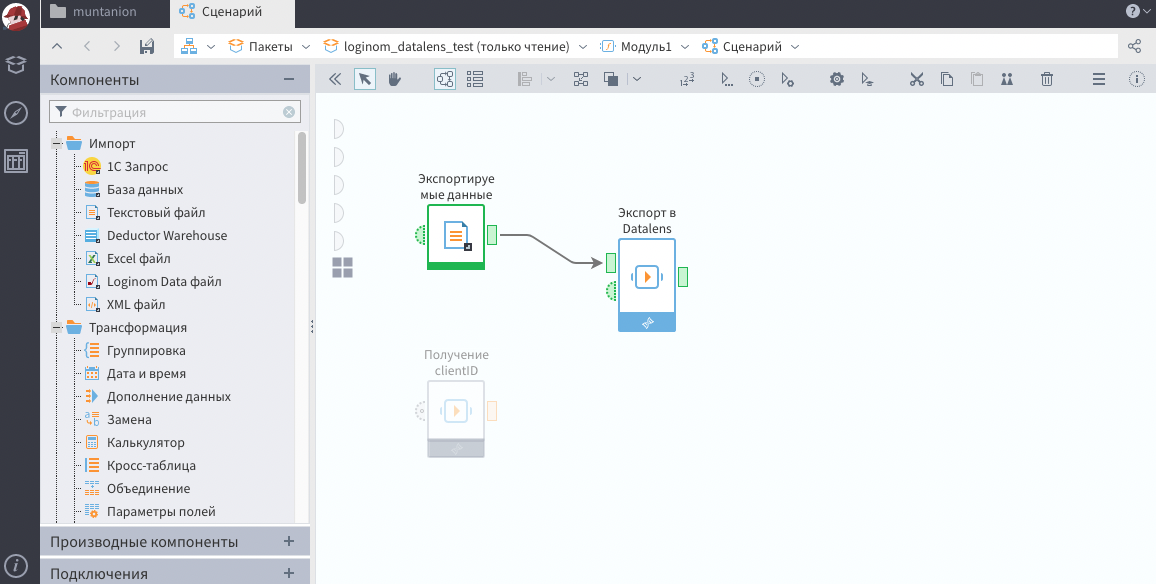 muntanion
Сценарий
?
Пакеты
loginom_datalens_test (только чтение)
Модуль1
Сценарий
Компоненты
Фильтрация
Импорт
1С Запрос
База данных
Текстовый файл
Deductor Warehouse
Excel файл
Loginom Data файл
XML файл
Трансформация
Группировка
Дата и время
Дополнение данных
Замена
Калькулятор
Кросс-таблица
Объединение
Параметры полей
Производные компоненты
Подключения
Экспортируе
мые данные
Экспорт в
Datalens
Получение
clientID